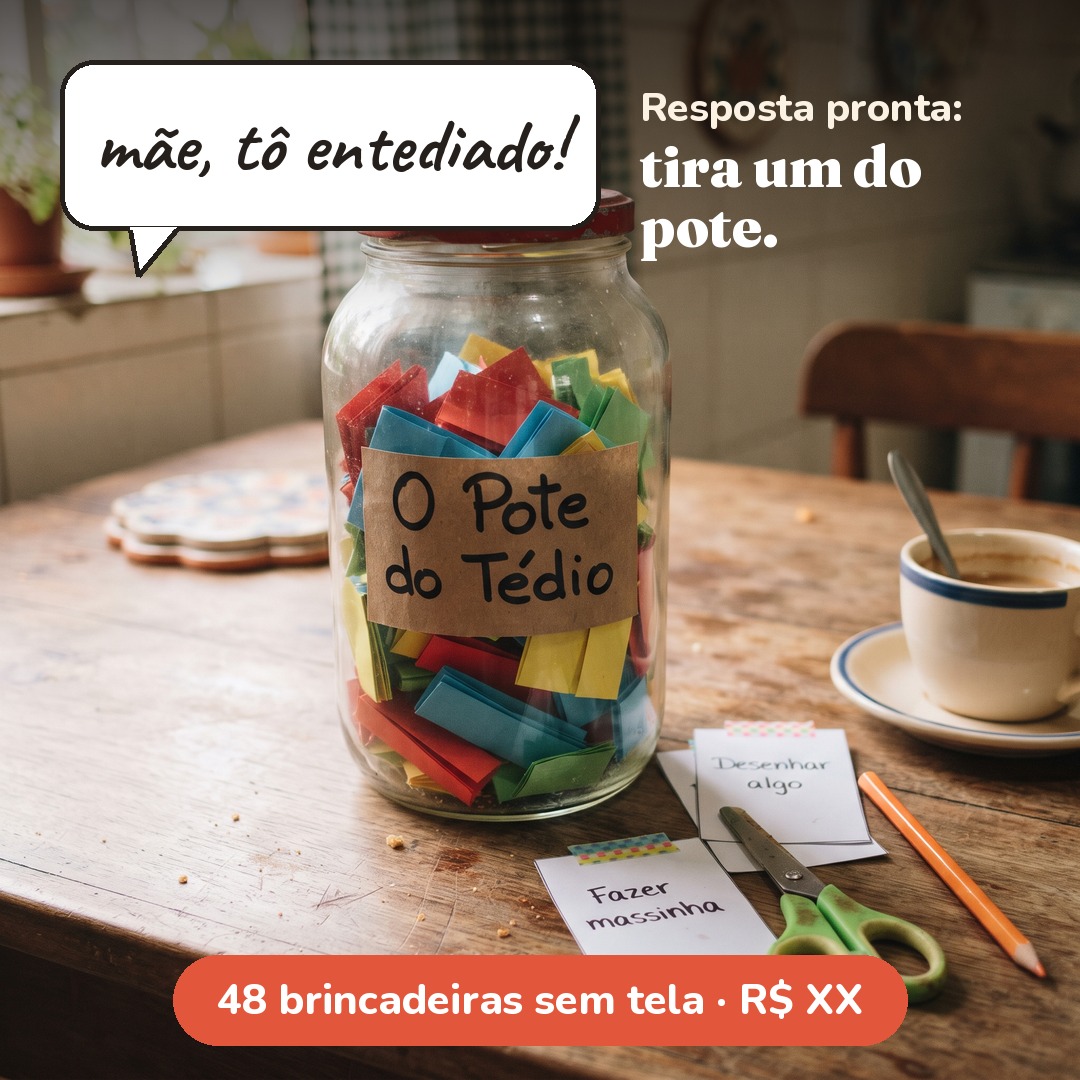 mãe, tô entediado!
Resposta pronta:
tira um do
pote.
O Pote
do Tédio
Desenhar
algo
Fazer
massinha
48 brincadeiras sem tela · R$ XX